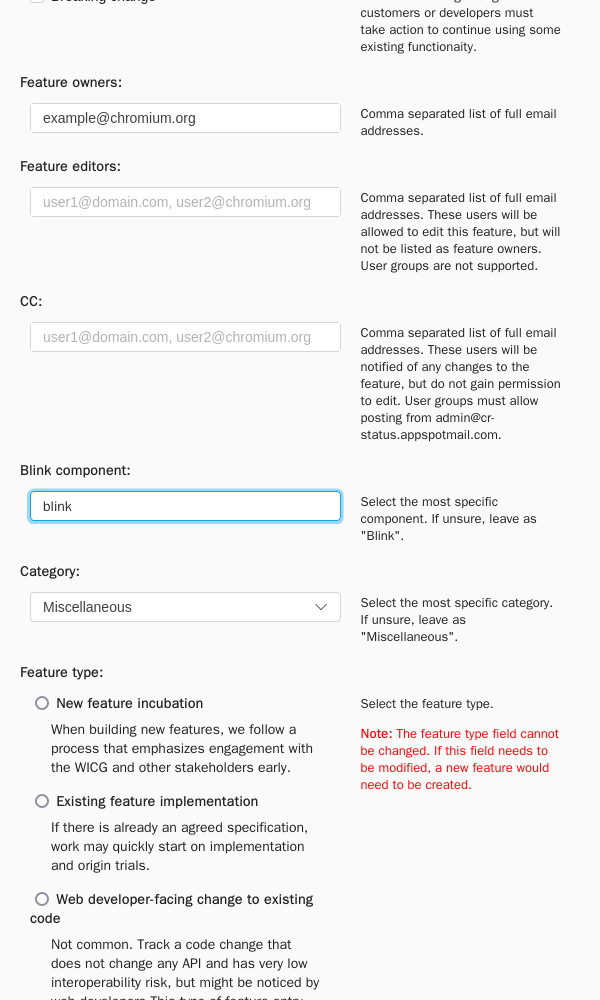 customers or developers must
take action to continue using some
existing functionaity.
Feature owners:
example@chromium.org
Comma separated list of full email
addresses.
Feature editors:
user1@domain.com, user2@chromium.org
Comma separated list of full email
addresses. These users will be
allowed to edit this feature, but will
not be listed as feature owners.
User groups are not supported.
CC:
user1@domain.com, user2@chromium.org
Comma separated list of full email
addresses. These users will be
notified of any changes to the
feature, but do not gain permission
to edit. User groups must allow
posting from admin@cr-
status.appspotmail.com.
Blink component:
blink
Select the most specific
component. If unsure, leave as
"Blink".
Category:
Miscellaneous
Select the most specific category.
If unsure, leave as
"Miscellaneous".
Feature type:
New feature incubation
When building new features, we follow a
process that emphasizes engagement with
the WICG and other stakeholders early.
Existing feature implementation
If there is already an agreed specification,
work may quickly start on implementation
and origin trials.
Web developer-facing change to existing
code
Not common. Track a code change that
does not change any API and has very low
interoperability risk, but might be noticed by
web developers.This type of feature entry
Select the feature type.
Note: The feature type field cannot
be changed. If this field needs to
be modified, a new feature would
need to be created.